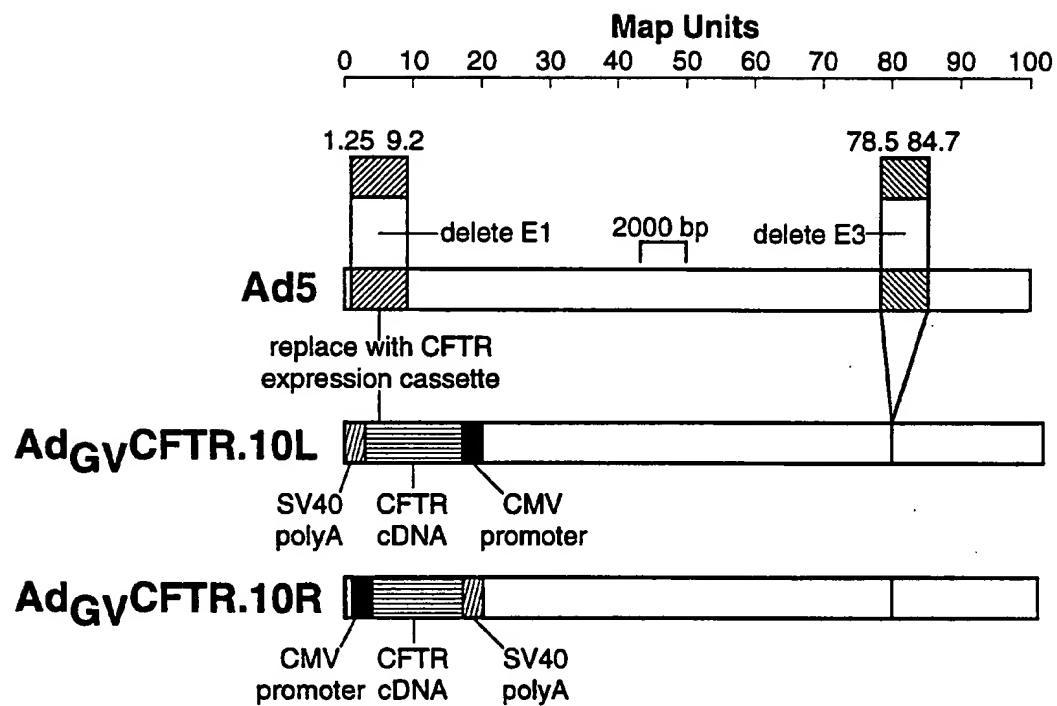 Map Units
0 10 20 30 40 50 60 70 80 90 100
1.25 9.2 78.5 84.7
delete E1 2000 bp delete E3
Ad5
replace with CFTR
expression cassette
AdGVCFTR.10L
SV40 CFTR CMV
polyA cDNA promoter
AdGVCFTR.10R
CMV CFTR SV40
promoter cDNA polyA